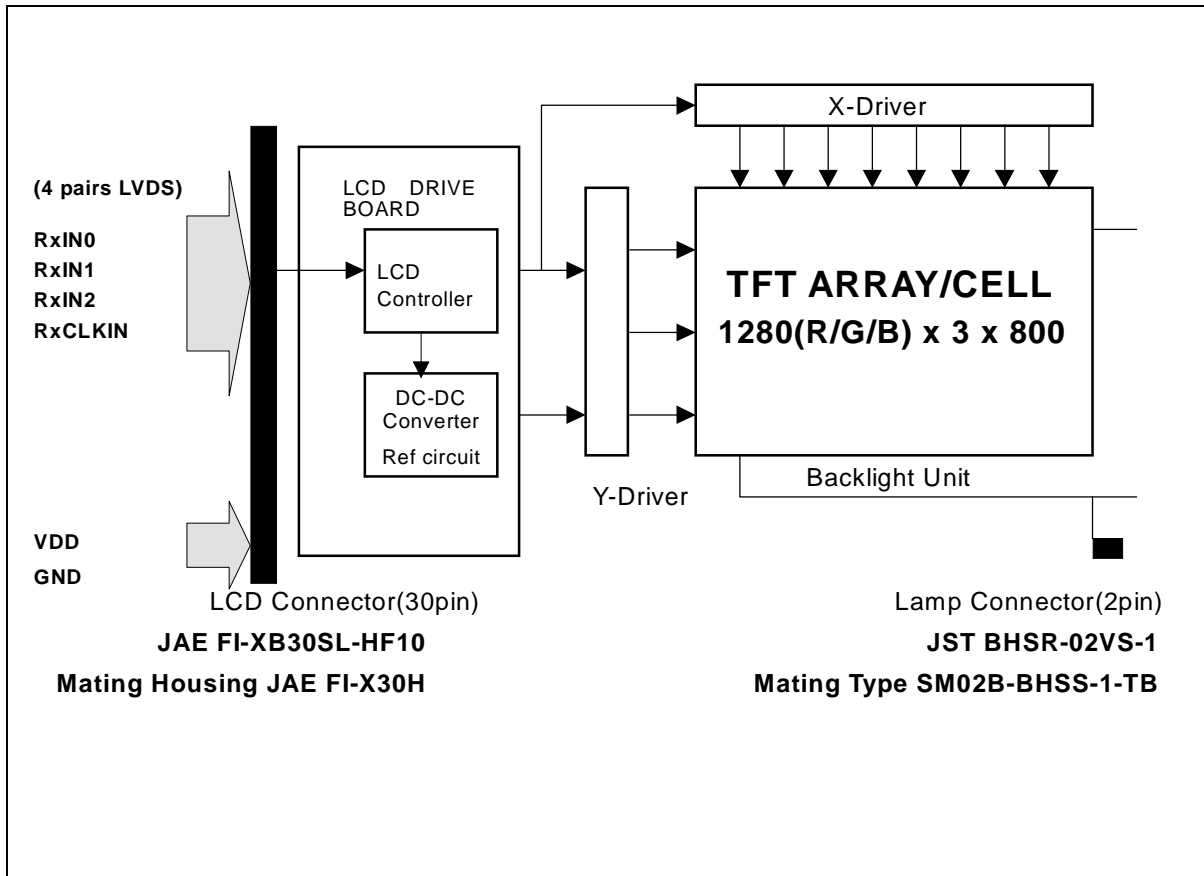 X-Driver
(4 pairs LVDS)
RxIN0
RxIN1
RxIN2
RxCLKIN
LCD DRIVE
BOARD
LCD
Controller
DC-DC
Converter
Ref circuit
TFT ARRAY/CELL
1280(R/G/B) x 3 x 800
Y-Driver
Backlight Unit
VDD
GND
LCD Connector(30pin)
JAE FI-XB30SL-HF10
Mating Housing JAE FI-X30H
Lamp Connector(2pin)
JST BHSR-02VS-1
Mating Type SM02B-BHSS-1-TB